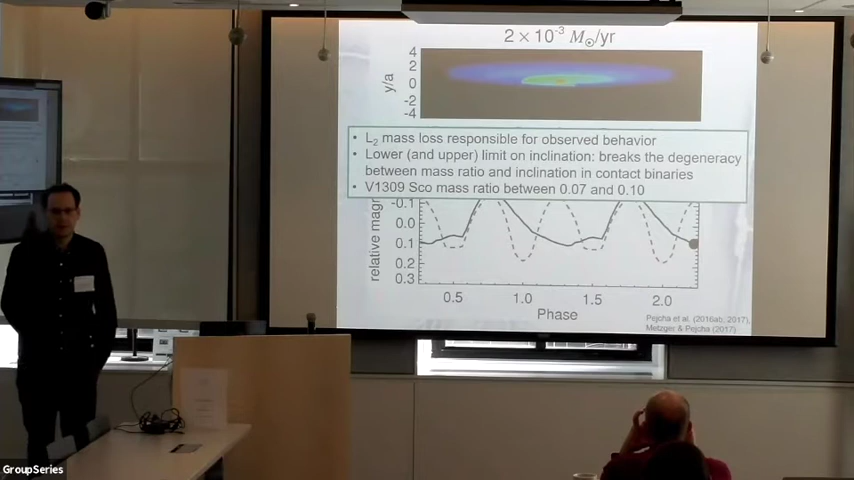 2 × 10⁻³ M⊙/yr
4
2
0
-2
-4
y/a
• L₂ mass loss responsible for observed behavior
• Lower (and upper) limit on inclination: breaks the degeneracy
between mass ratio and inclination in contact binaries
• V1309 Sco mass ratio between 0.07 and 0.10
-0.1
0.0
0.1
0.2
0.3
relative magn
0.5 1.0 1.5 2.0
Phase
Pejcha et al. (2016ab, 2017),
Metzger & Pejcha (2017)
GroupSeries